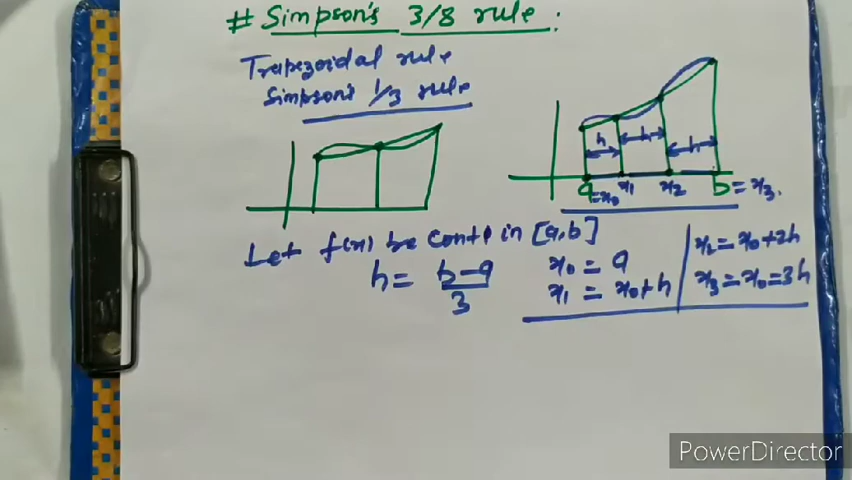 # Simpson's 3/8 rule :
Trapezoidal rule
Simpson's 1/3 rule
h h h
a x1 x2 b = x3.
=x0
Let f(x) be conti in [a,b]
h = b-a/3
x0 = a
x1 = x0+h
x2 = x0+2h
x3 = x0=3h
PowerDirector